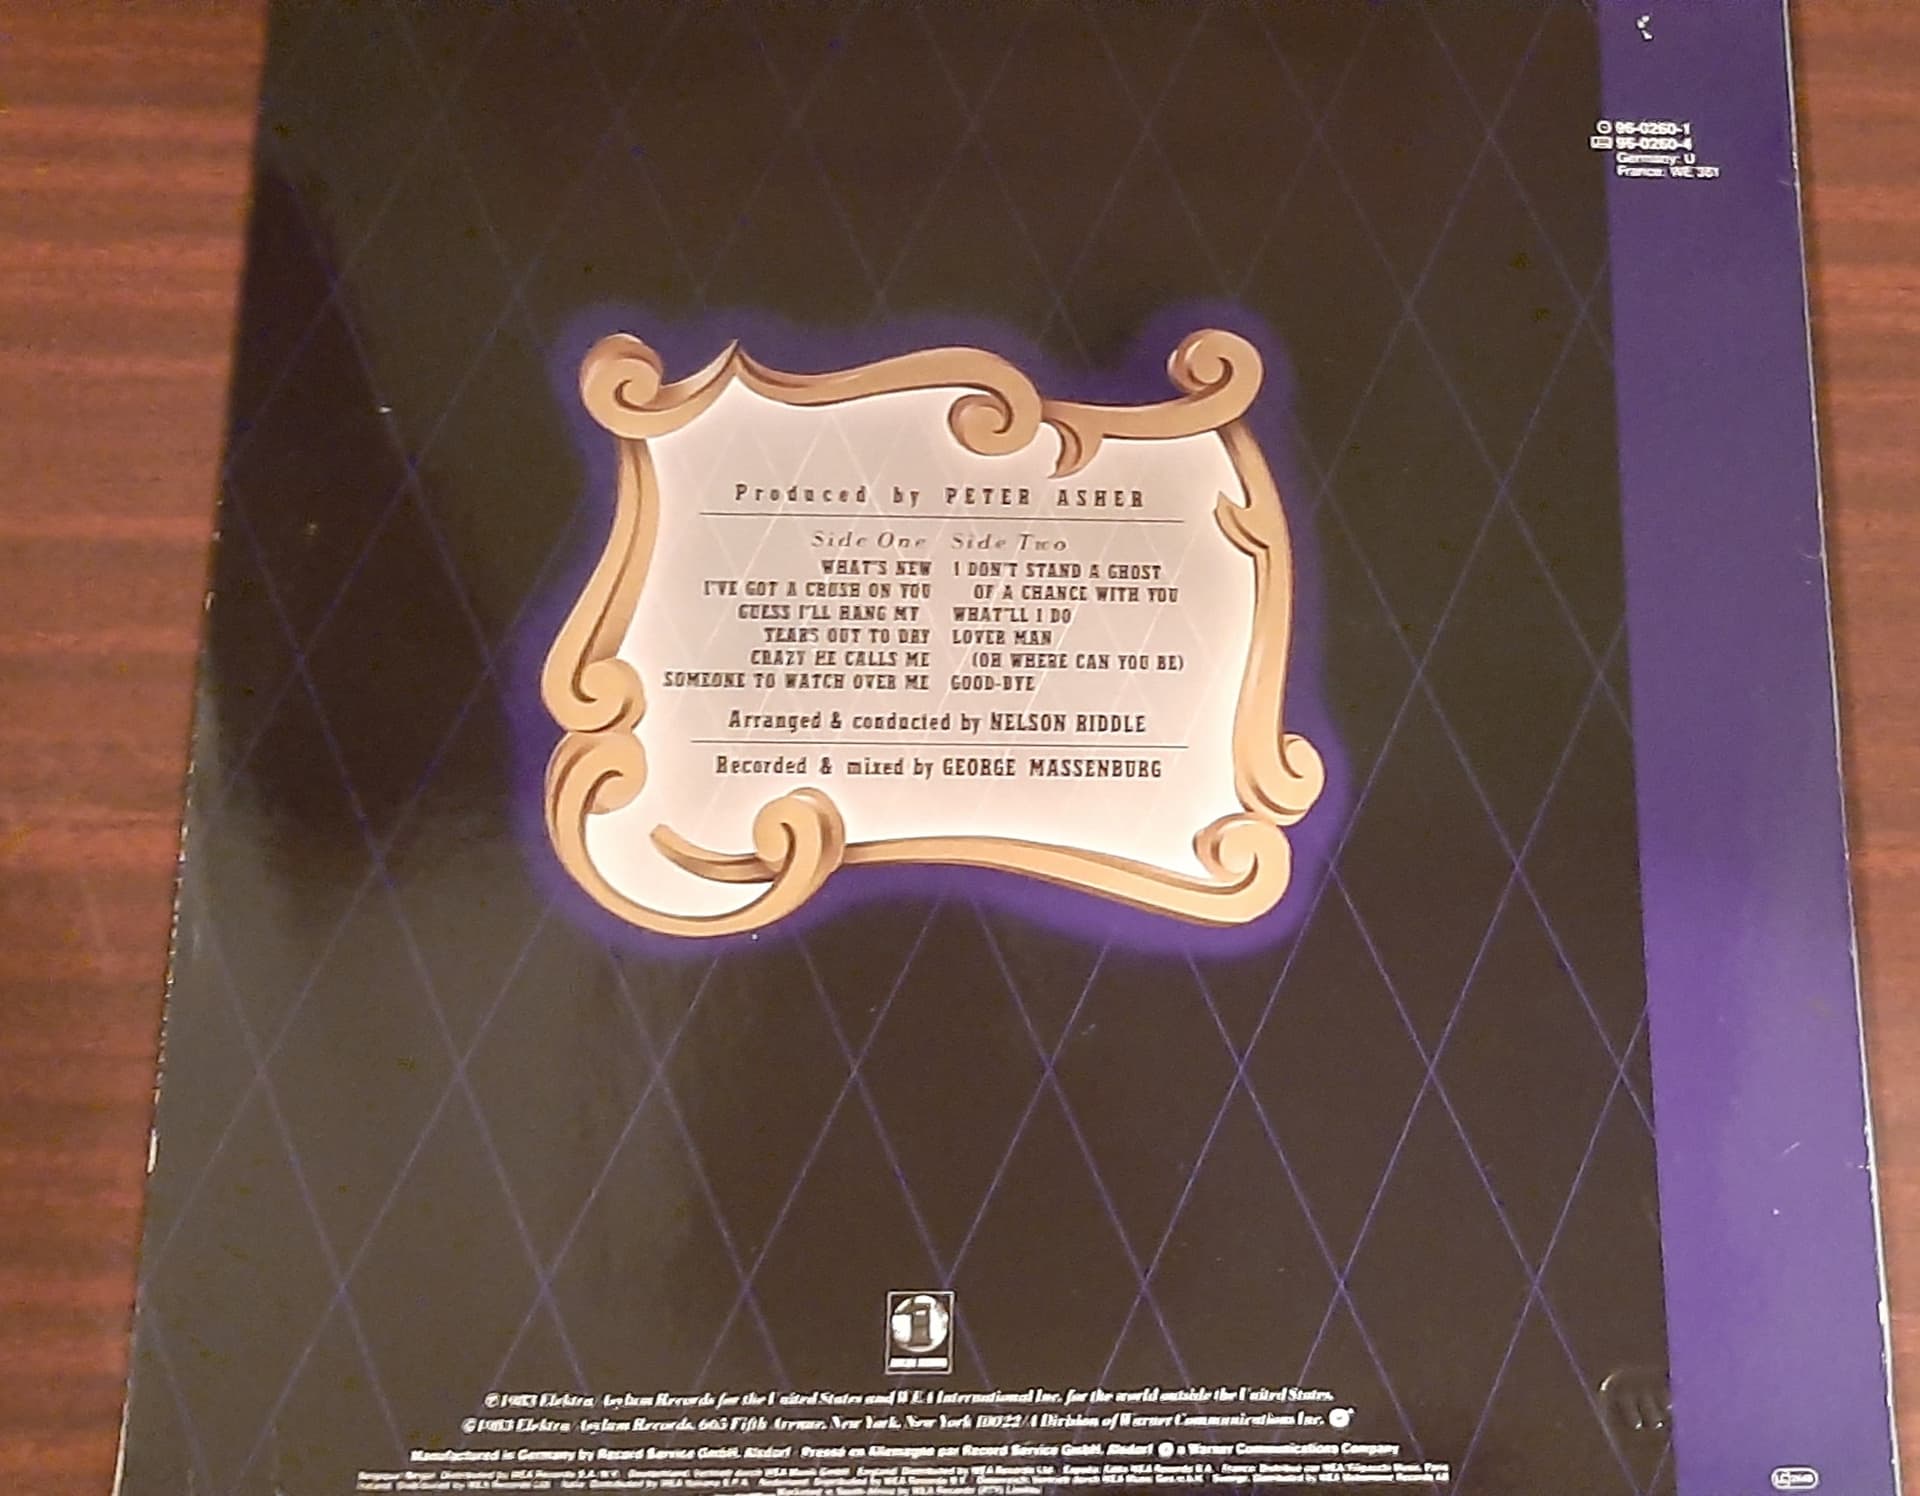 96-0260-1
96-0260-4
Germany: U
France: WE 351
Produced by PETER ASHER
Side One
WHAT'S NEW
I'VE GOT A CRUSH ON YOU
GUESS I'LL HANG MY
TEARS OUT TO DRY
CRAZY HE CALLS ME
SOMEONE TO WATCH OVER ME
Side Two
I DON'T STAND A GHOST
OF A CHANCE WITH YOU
WHAT'LL I DO
LOVER MAN
(OH WHERE CAN YOU BE)
GOOD-BYE
Arranged & conducted by NELSON RIDDLE
Recorded & mixed by GEORGE MASSENBURG
℗ 1983 Elektra/Asylum Records for the United States and WEA International Inc. for the world outside the United States.
© 1983 Elektra/Asylum Records, 665 Fifth Avenue, New York, New York 10022/A Division of Warner Communications Inc.
Manufactured in Germany by Record Service GmbH, Alsdorf · Pressé en Allemagne par Record Service GmbH, Alsdorf a Warner Communications Company